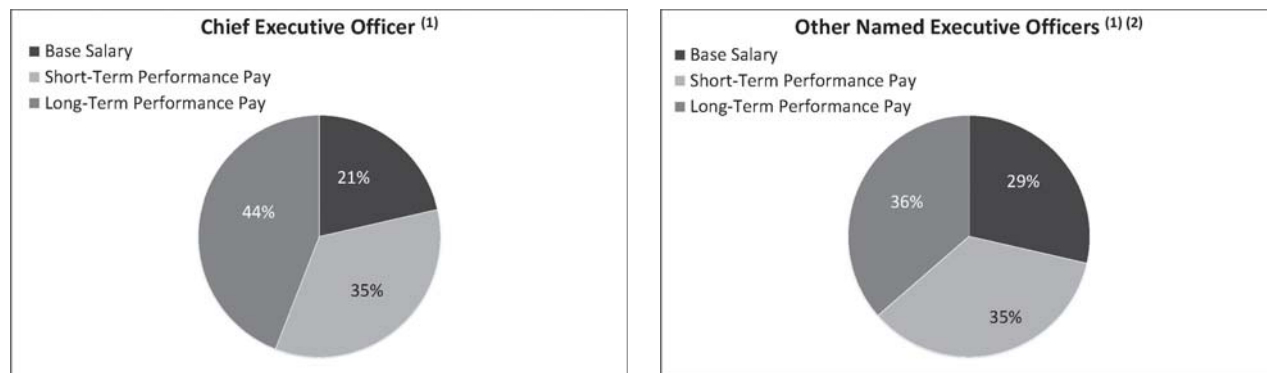 Chief Executive Officer (1)
Base Salary
Short-Term Performance Pay
Long-Term Performance Pay
21%
44%
35%
Other Named Executive Officers (1) (2)
Base Salary
Short-Term Performance Pay
Long-Term Performance Pay
29%
36%
35%